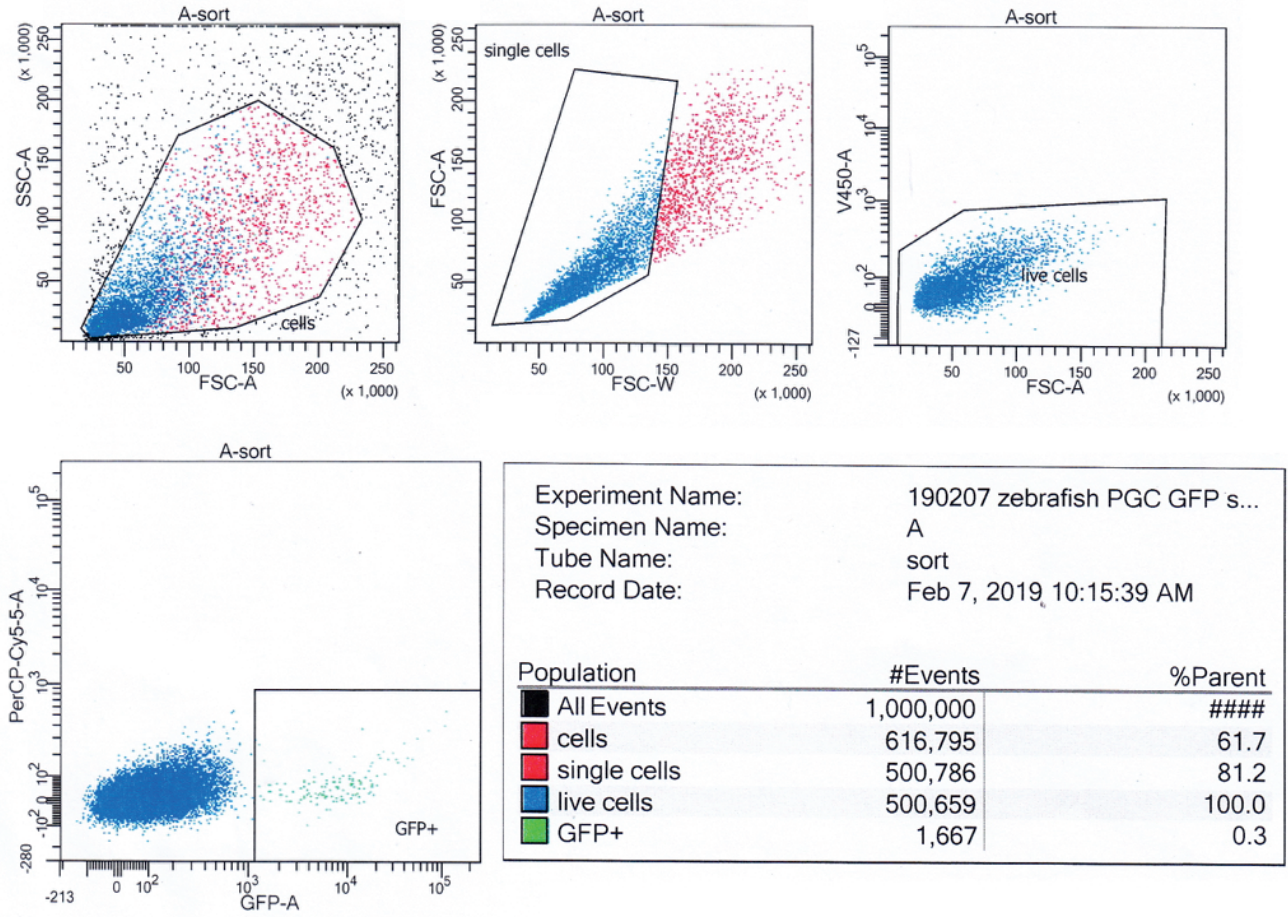 A-sort
SSC-A
(x 1,000)
250
200
150
100
50
cells
50 100 150 200 250
FSC-A
(x 1,000)
A-sort
single cells
FSC-A
(x 1,000)
250
200
150
100
50
50 100 150 200 250
FSC-W
(x 1,000)
A-sort
V450-A
10^5
10^4
10^3
10^2
0
-127
live cells
50 100 150 200 250
FSC-A
(x 1,000)
A-sort
PerCP-Cy5-5-A
10^5
10^4
10^3
10^2
0
-10^2
-280
GFP+
-213 0 10^2 10^3 10^4 10^5
GFP-A
Experiment Name: 190207 zebrafish PGC GFP s...
Specimen Name: A
Tube Name: sort
Record Date: Feb 7, 2019 10:15:39 AM
Population #Events %Parent
All Events 1,000,000 ####
cells 616,795 61.7
single cells 500,786 81.2
live cells 500,659 100.0
GFP+ 1,667 0.3